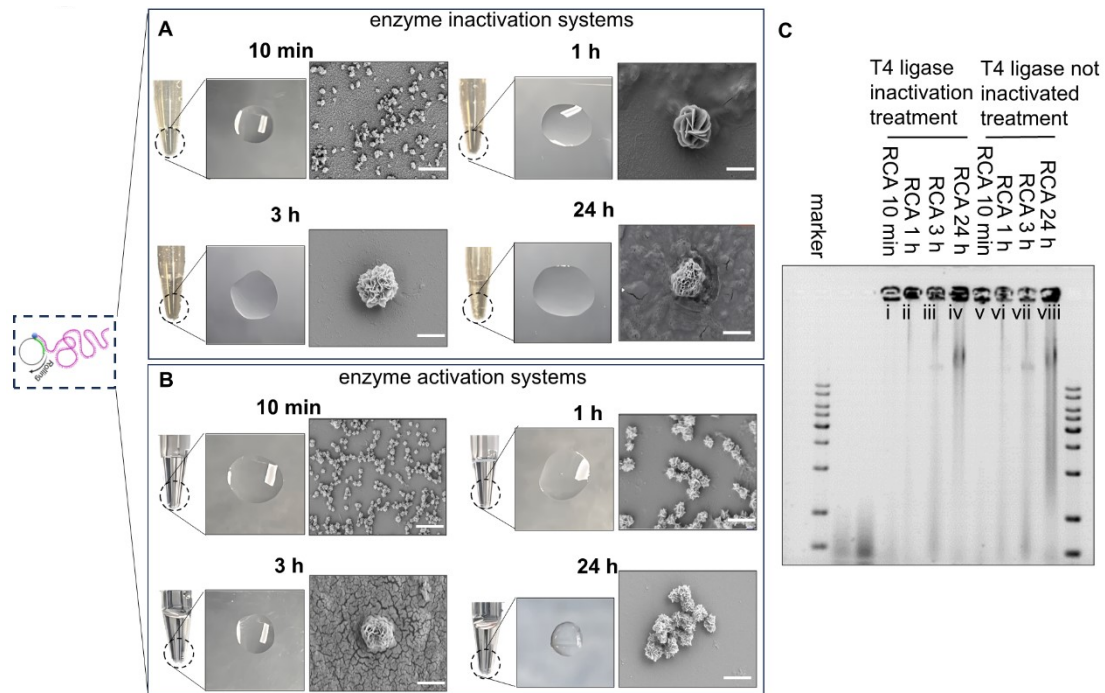 A
enzyme inactivation systems
10 min
1 h
3 h
24 h
Rolling
B
enzyme activation systems
10 min
1 h
3 h
24 h
C
T4 ligase
inactivation
treatment
T4 ligase not
inactivated
treatment
marker
RCA 10 min
RCA 1 h
RCA 3 h
RCA 24 h
RCA 10 min
RCA 1 h
RCA 3 h
RCA 24 h
i ii iii iv v vi vii viii